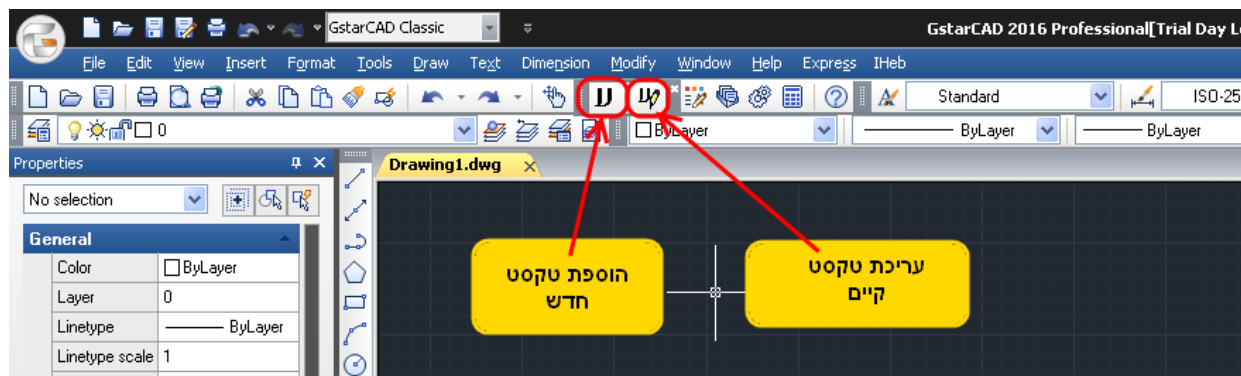 GstarCAD Classic
GstarCAD 2016 Professional[Trial Day L
File Edit View Insert Format Tools Draw Text Dimension Modify Window Help Express IHeb
ע ע Standard ISO-25
0 ByLayer ByLayer ByLayer
Properties
Drawing1.dwg
No selection
General
Color ByLayer
Layer 0
Linetype ByLayer
Linetype scale 1
הוספת טקסט
חדש
עריכת טקסט
קיים